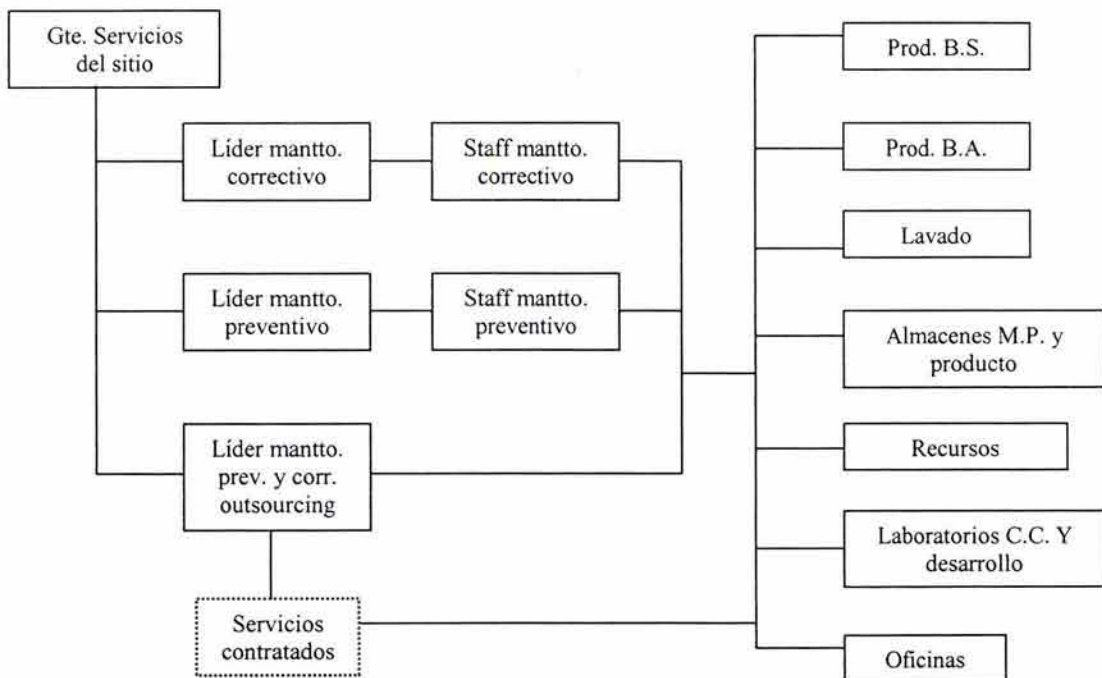 Gte. Servicios
del sitio
Líder mantto.
correctivo
Staff mantto.
correctivo
Líder mantto.
preventivo
Staff mantto.
preventivo
Líder mantto.
prev. y corr.
outsourcing
Servicios
contratados
Prod. B.S.
Prod. B.A.
Lavado
Almacenes M.P. y
producto
Recursos
Laboratorios C.C. Y
desarrollo
Oficinas